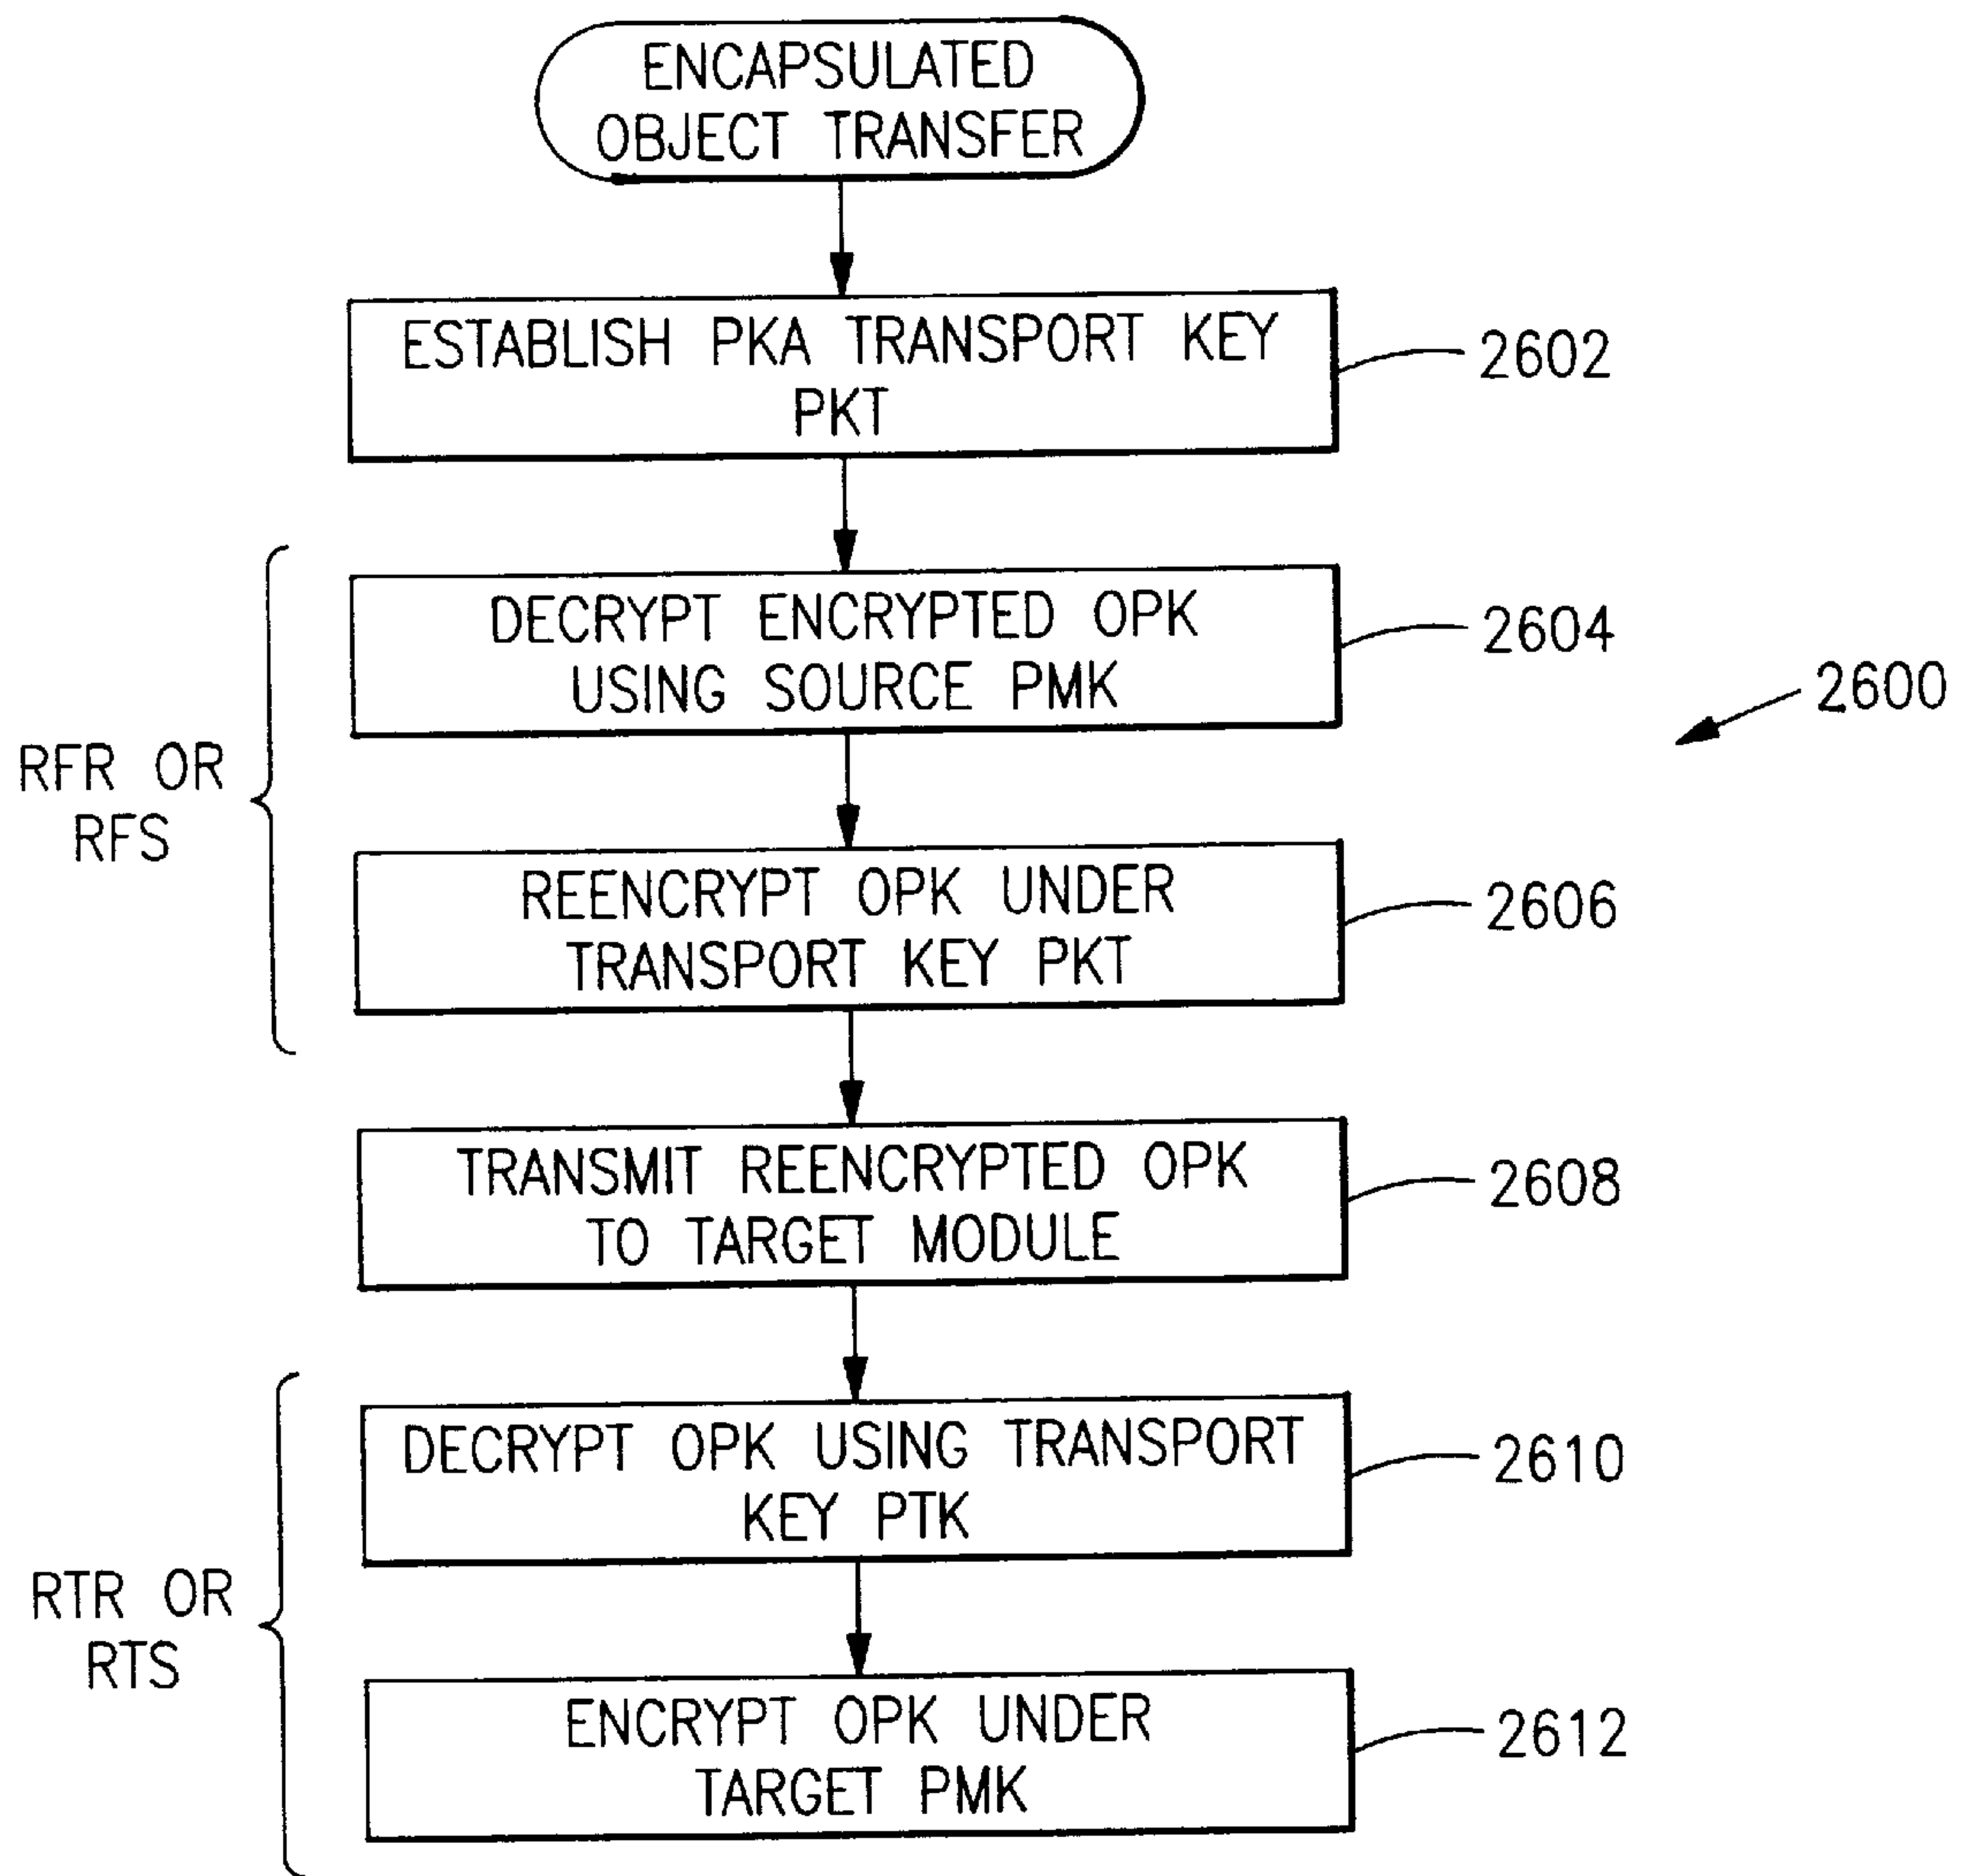 ENCAPSULATED
OBJECT TRANSFER
ESTABLISH PKA TRANSPORT KEY
PKT
2602
DECRYPT ENCRYPTED OPK
USING SOURCE PMK
2604
2600
RFR OR
RFS
REENCRYPT OPK UNDER
TRANSPORT KEY PKT
2606
TRANSMIT REENCRYPTED OPK
TO TARGET MODULE
2608
DECRYPT OPK USING TRANSPORT
KEY PTK
2610
RTR OR
RTS
ENCRYPT OPK UNDER
TARGET PMK
2612